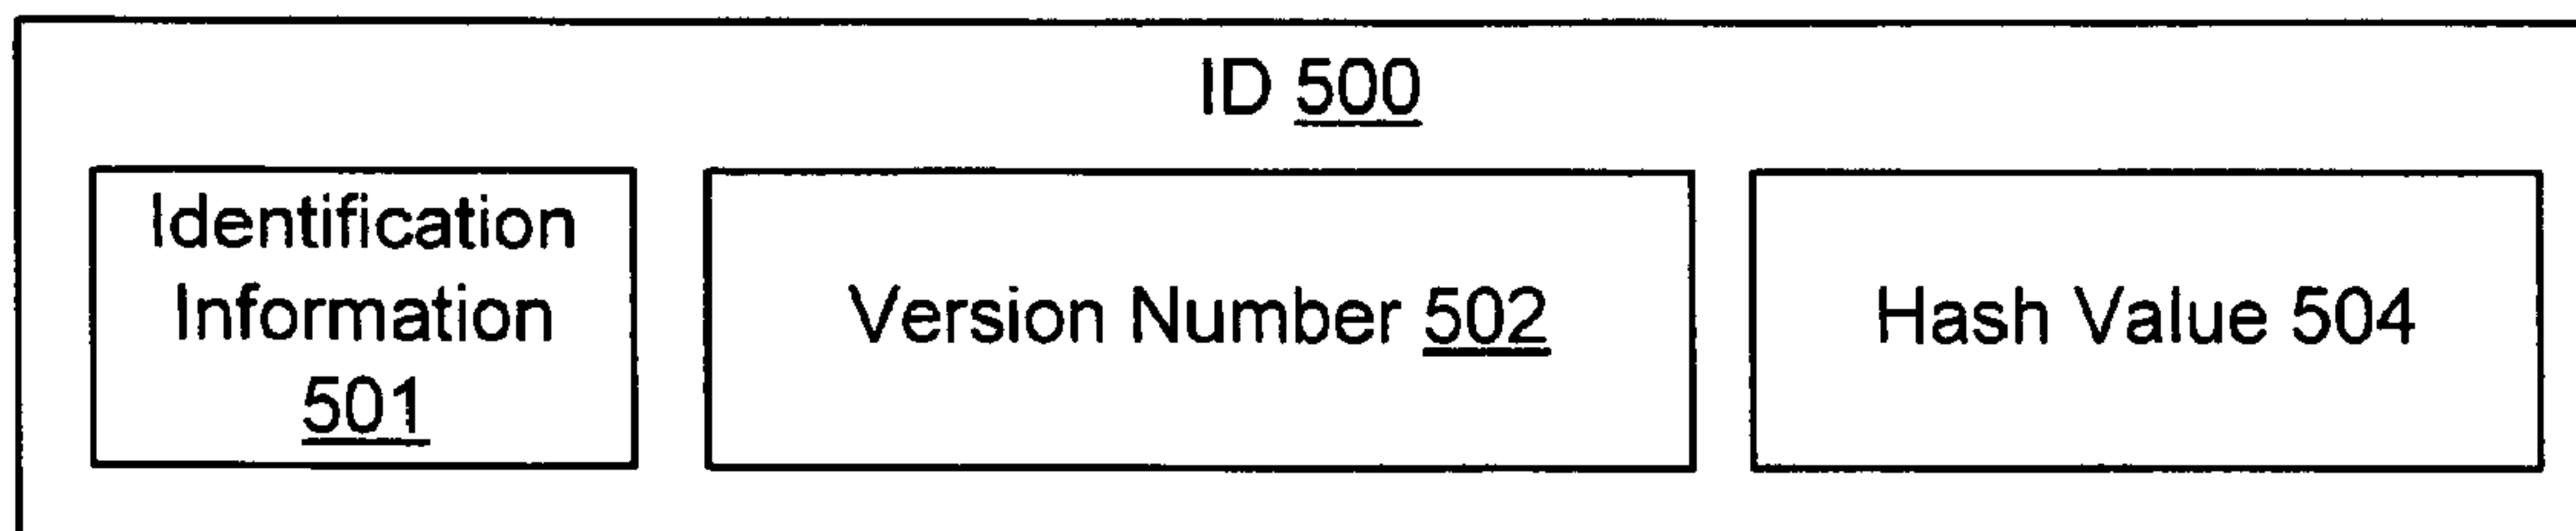 ID 500
Identification
Information
501
Version Number 502
Hash Value 504